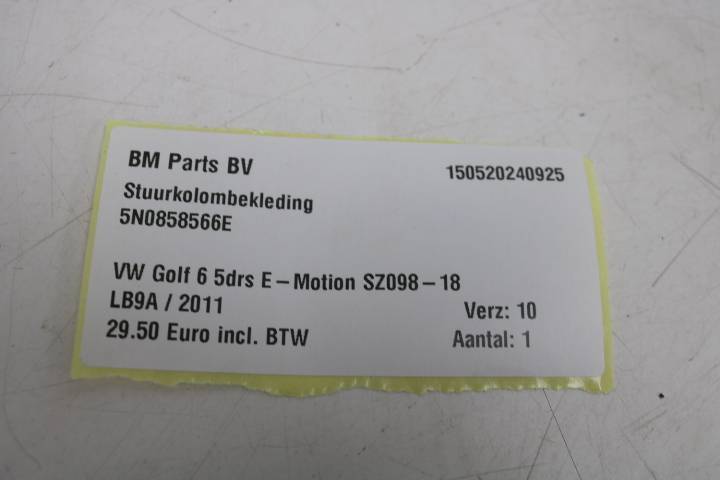 BM Parts BV 150520240925
Stuurkolombekleding
5N0858566E
VW Golf 6 5drs E-Motion SZ098-18
LB9A / 2011 Verz: 10
29.50 Euro incl. BTW Aantal: 1